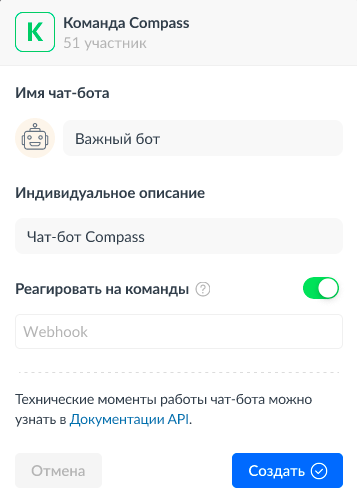 K
Команда Compass
51 участник
Имя чат-бота
Важный бот
Индивидуальное описание
Чат-бот Compass
Реагировать на команды ?
Webhook
Технические моменты работы чат-бота можно
узнать в Документации API.
Отмена
Создать